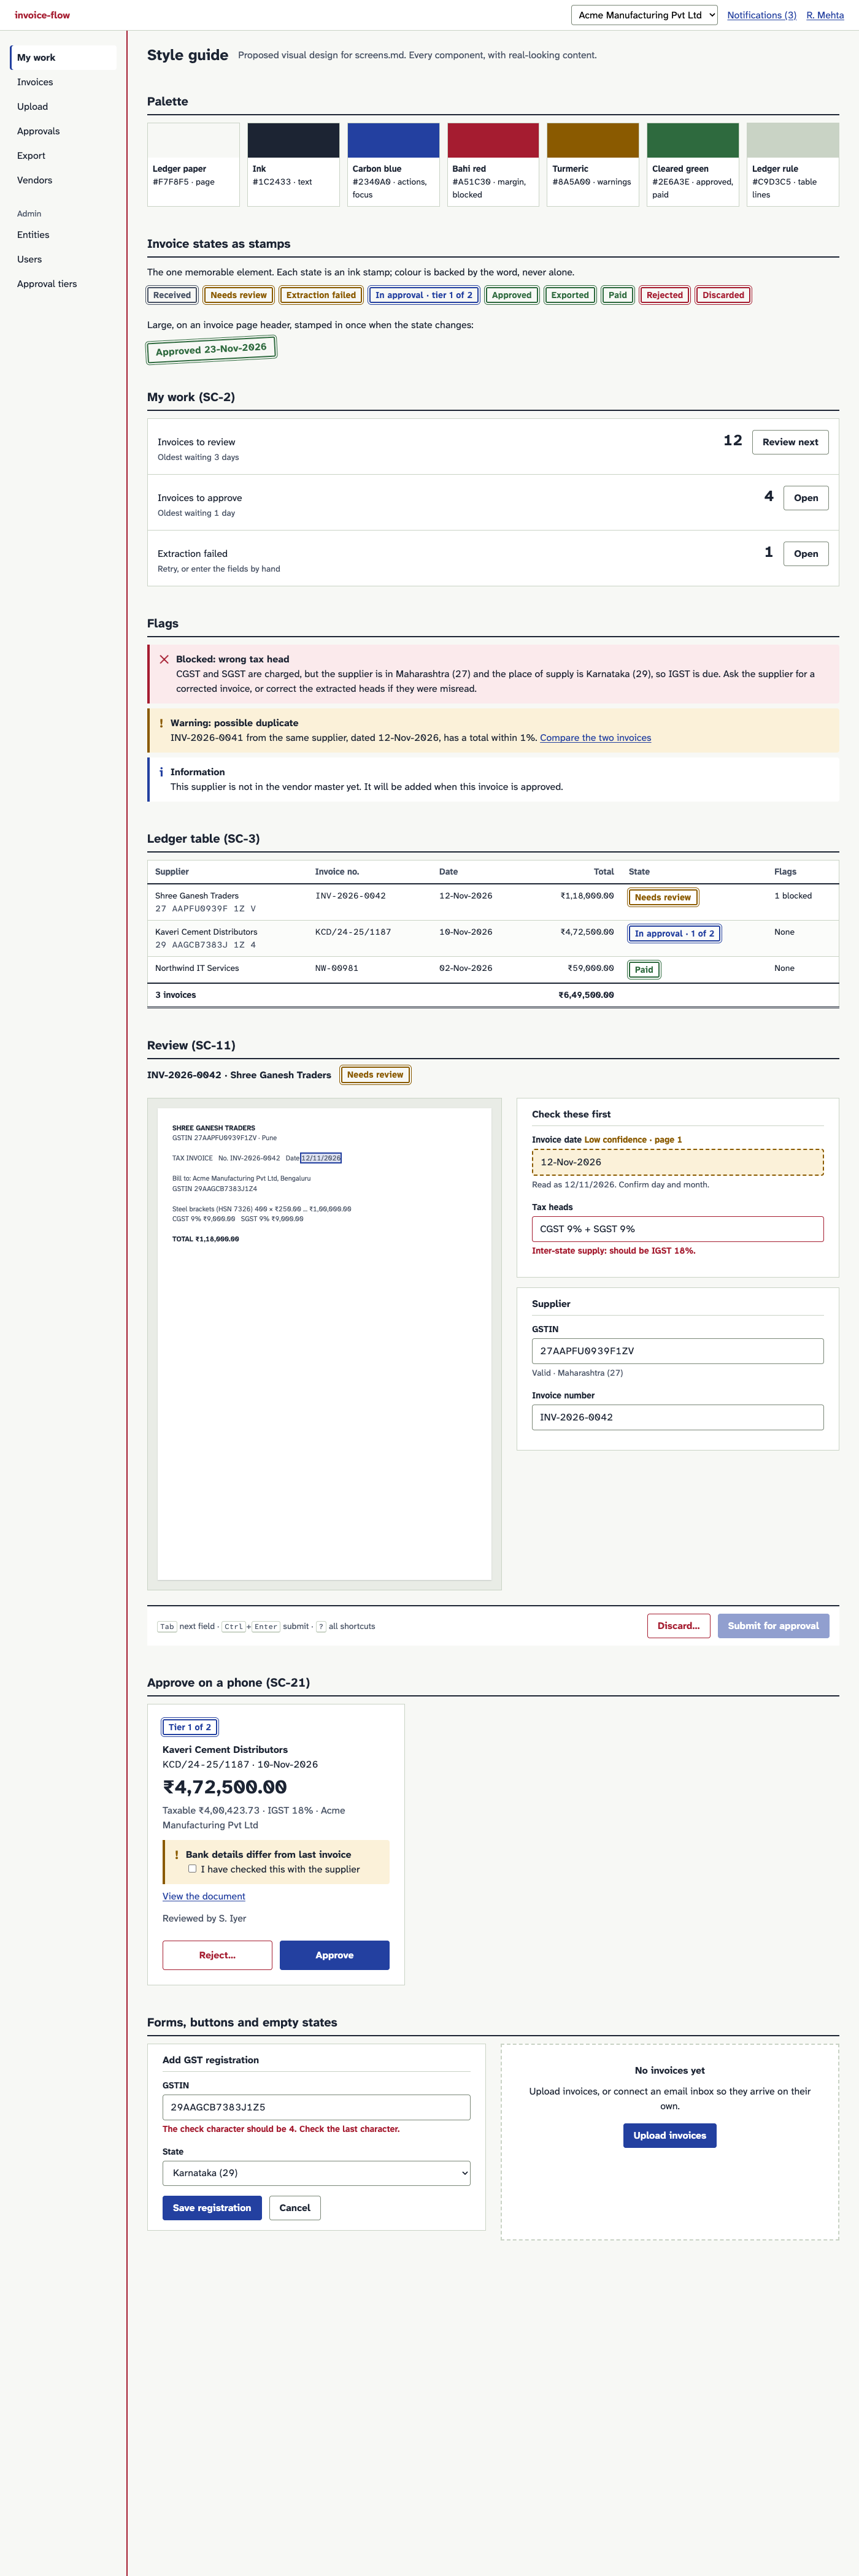 invoice-flow
Acme Manufacturing Pvt Ltd
Notifications (3)
R. Mehta
My work
Invoices
Upload
Approvals
Export
Vendors
Admin
Entities
Users
Approval tiers
Style guide
Proposed visual design for screens.md. Every component, with real-looking content.
Palette
Ledger paper
#F7F8F5 · page
Ink
#1C2433 · text
Carbon blue
#2340A0 · actions,
focus
Bahi red
#A51C30 · margin,
blocked
Turmeric
#8A5A00 · warnings
Cleared green
#2E6A3E · approved,
paid
Ledger rule
#C9D3C5 · table
lines
Invoice states as stamps
The one memorable element. Each state is an ink stamp; colour is backed by the word, never alone.
Received
Needs review
Extraction failed
In approval · tier 1 of 2
Approved
Exported
Paid
Rejected
Discarded
Large, on an invoice page header, stamped in once when the state changes:
Approved 23-Nov-2026
My work (SC-2)
Invoices to review
Oldest waiting 3 days
12
Review next
Invoices to approve
Oldest waiting 1 day
4
Open
Extraction failed
Retry, or enter the fields by hand
1
Open
Flags
Blocked: wrong tax head
CGST and SGST are charged, but the supplier is in Maharashtra (27) and the place of supply is Karnataka (29), so IGST is due. Ask the supplier for a
corrected invoice, or correct the extracted heads if they were misread.
! Warning: possible duplicate
INV-2026-0041 from the same supplier, dated 12-Nov-2026, has a total within 1%. Compare the two invoices
i Information
This supplier is not in the vendor master yet. It will be added when this invoice is approved.
Ledger table (SC-3)
Supplier Invoice no. Date Total State Flags
Shree Ganesh Traders INV-2026-0042 12-Nov-2026 ₹1,18,000.00 Needs review 1 blocked
27 AAPFU0939F 1Z V
Kaveri Cement Distributors KCD/24-25/1187 10-Nov-2026 ₹4,72,500.00 In approval · 1 of 2 None
29 AAGCB7383J 1Z 4
Northwind IT Services NW-00981 02-Nov-2026 ₹59,000.00 Paid None
3 invoices ₹6,49,500.00
Review (SC-11)
INV-2026-0042 · Shree Ganesh Traders
Needs review
SHREE GANESH TRADERS
GSTIN 27AAPFU0939F1ZV · Pune
TAX INVOICE No. INV-2026-0042 Date 12/11/2026
Bill to: Acme Manufacturing Pvt Ltd, Bengaluru
GSTIN 29AAGCB7383J1Z4
Steel brackets (HSN 7326) 400 × ₹250.00 … ₹1,00,000.00
CGST 9% ₹9,000.00 SGST 9% ₹9,000.00
TOTAL ₹1,18,000.00
Check these first
Invoice date Low confidence · page 1
12-Nov-2026
Read as 12/11/2026. Confirm day and month.
Tax heads
CGST 9% + SGST 9%
Inter-state supply: should be IGST 18%.
Supplier
GSTIN
27AAPFU0939F1ZV
Valid · Maharashtra (27)
Invoice number
INV-2026-0042
Tab next field · Ctrl+Enter submit · ? all shortcuts
Discard…
Submit for approval
Approve on a phone (SC-21)
Tier 1 of 2
Kaveri Cement Distributors
KCD/24-25/1187 · 10-Nov-2026
₹4,72,500.00
Taxable ₹4,00,423.73 · IGST 18% · Acme
Manufacturing Pvt Ltd
! Bank details differ from last invoice
I have checked this with the supplier
View the document
Reviewed by S. Iyer
Reject…
Approve
Forms, buttons and empty states
Add GST registration
GSTIN
29AAGCB7383J1Z5
The check character should be 4. Check the last character.
State
Karnataka (29)
Save registration
Cancel
No invoices yet
Upload invoices, or connect an email inbox so they arrive on their
own.
Upload invoices